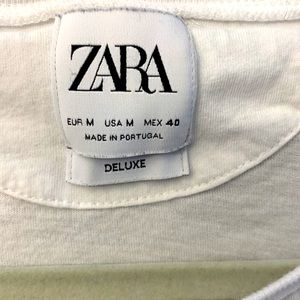 ZARA
EUR M USA M MEX 40
MADE IN PORTUGAL
DELUXE